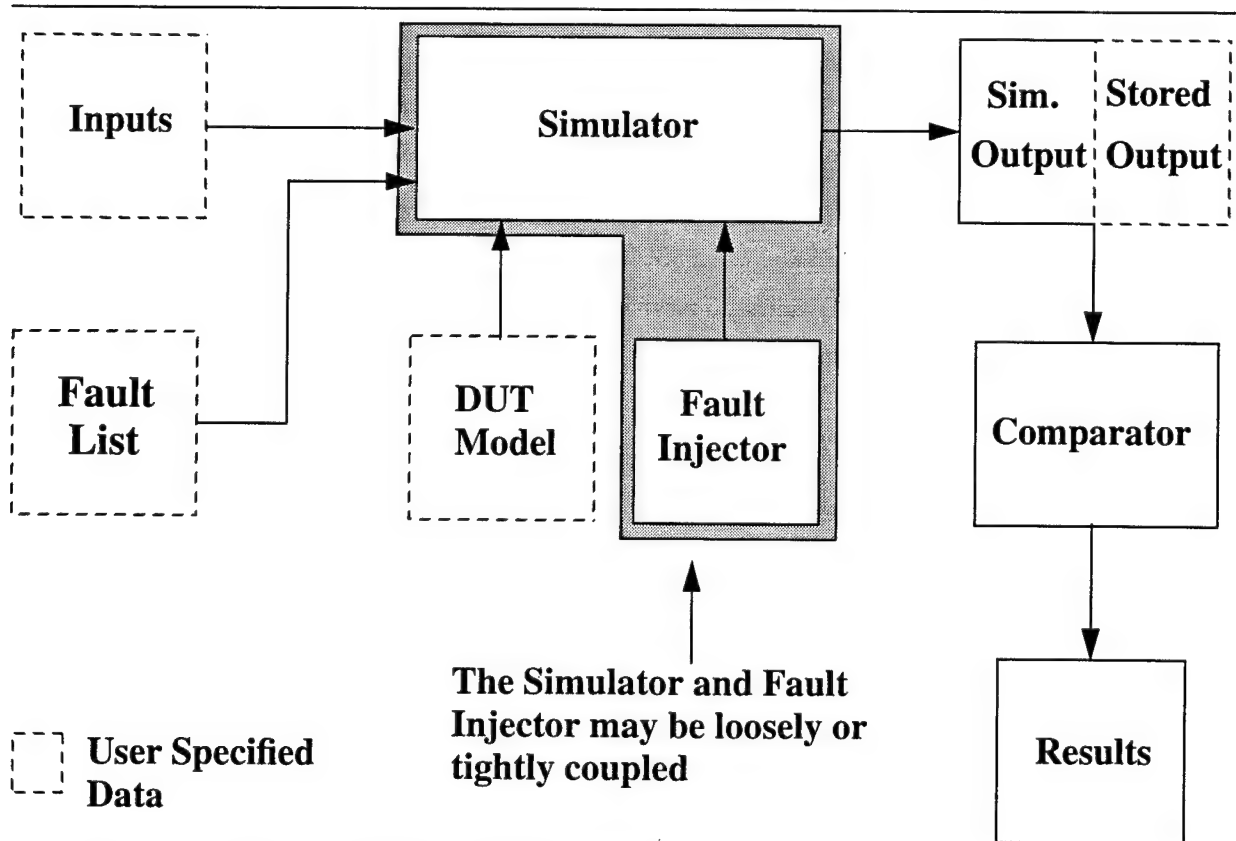 Inputs
Simulator
Sim.
Output
Stored
Output
Fault
List
DUT
Model
Fault
Injector
Comparator
The Simulator and Fault
Injector may be loosely or
tightly coupled
Results
User Specified
Data